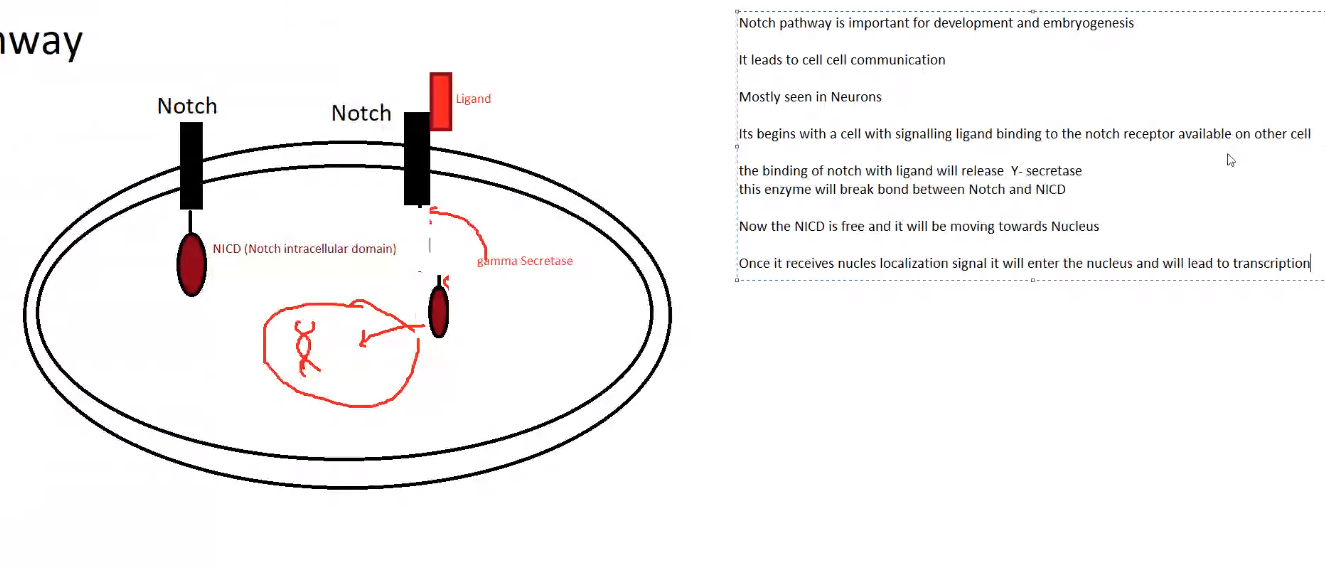 way
Notch
Notch
Ligand
NICD (Notch intracellular domain)
gamma Secretase
Notch pathway is important for development and embryogenesis
It leads to cell cell communication
Mostly seen in Neurons
Its begins with a cell with signalling ligand binding to the notch receptor available on other cell
the binding of notch with ligand will release Y- secretase
this enzyme will break bond between Notch and NICD
Now the NICD is free and it will be moving towards Nucleus
Once it receives nucles localization signal it will enter the nucleus and will lead to transcription